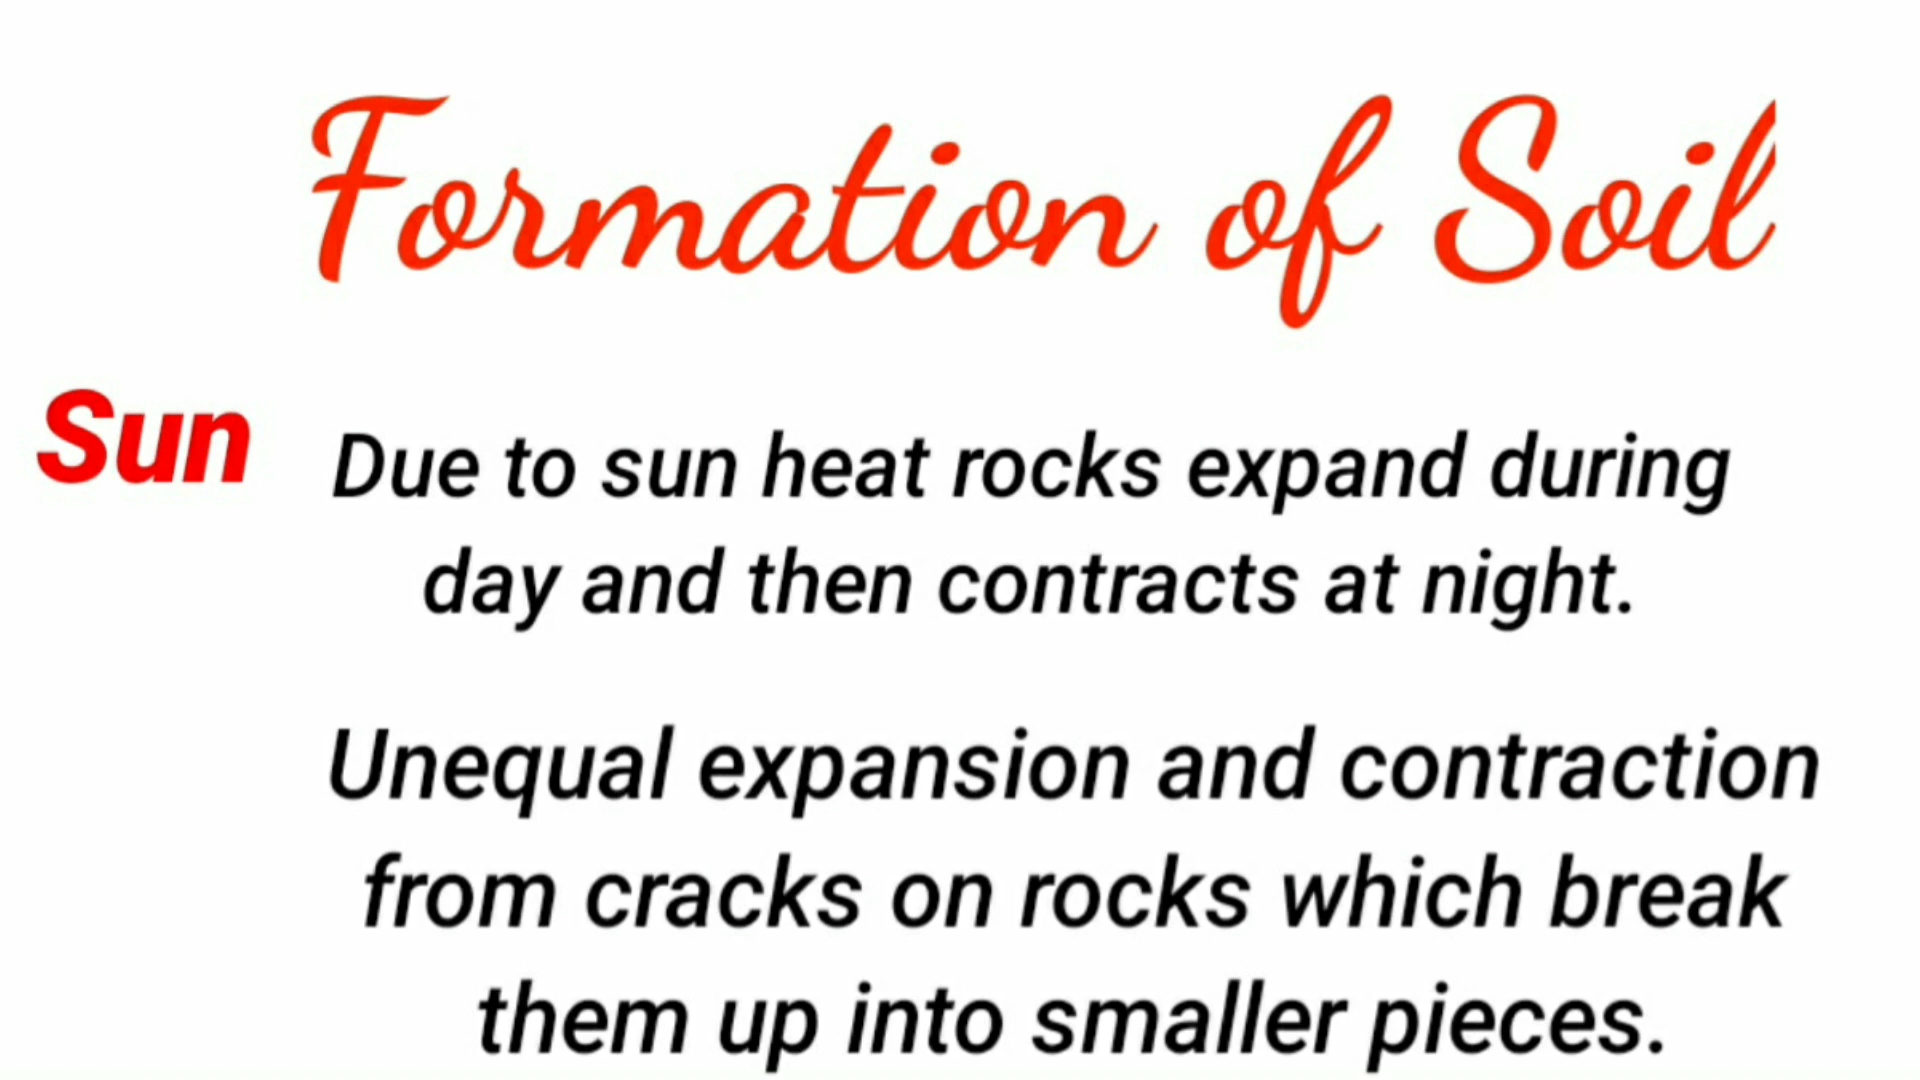 Formation of Soil
Sun
Due to sun heat rocks expand during
day and then contracts at night.
Unequal expansion and contraction
from cracks on rocks which break
them up into smaller pieces.